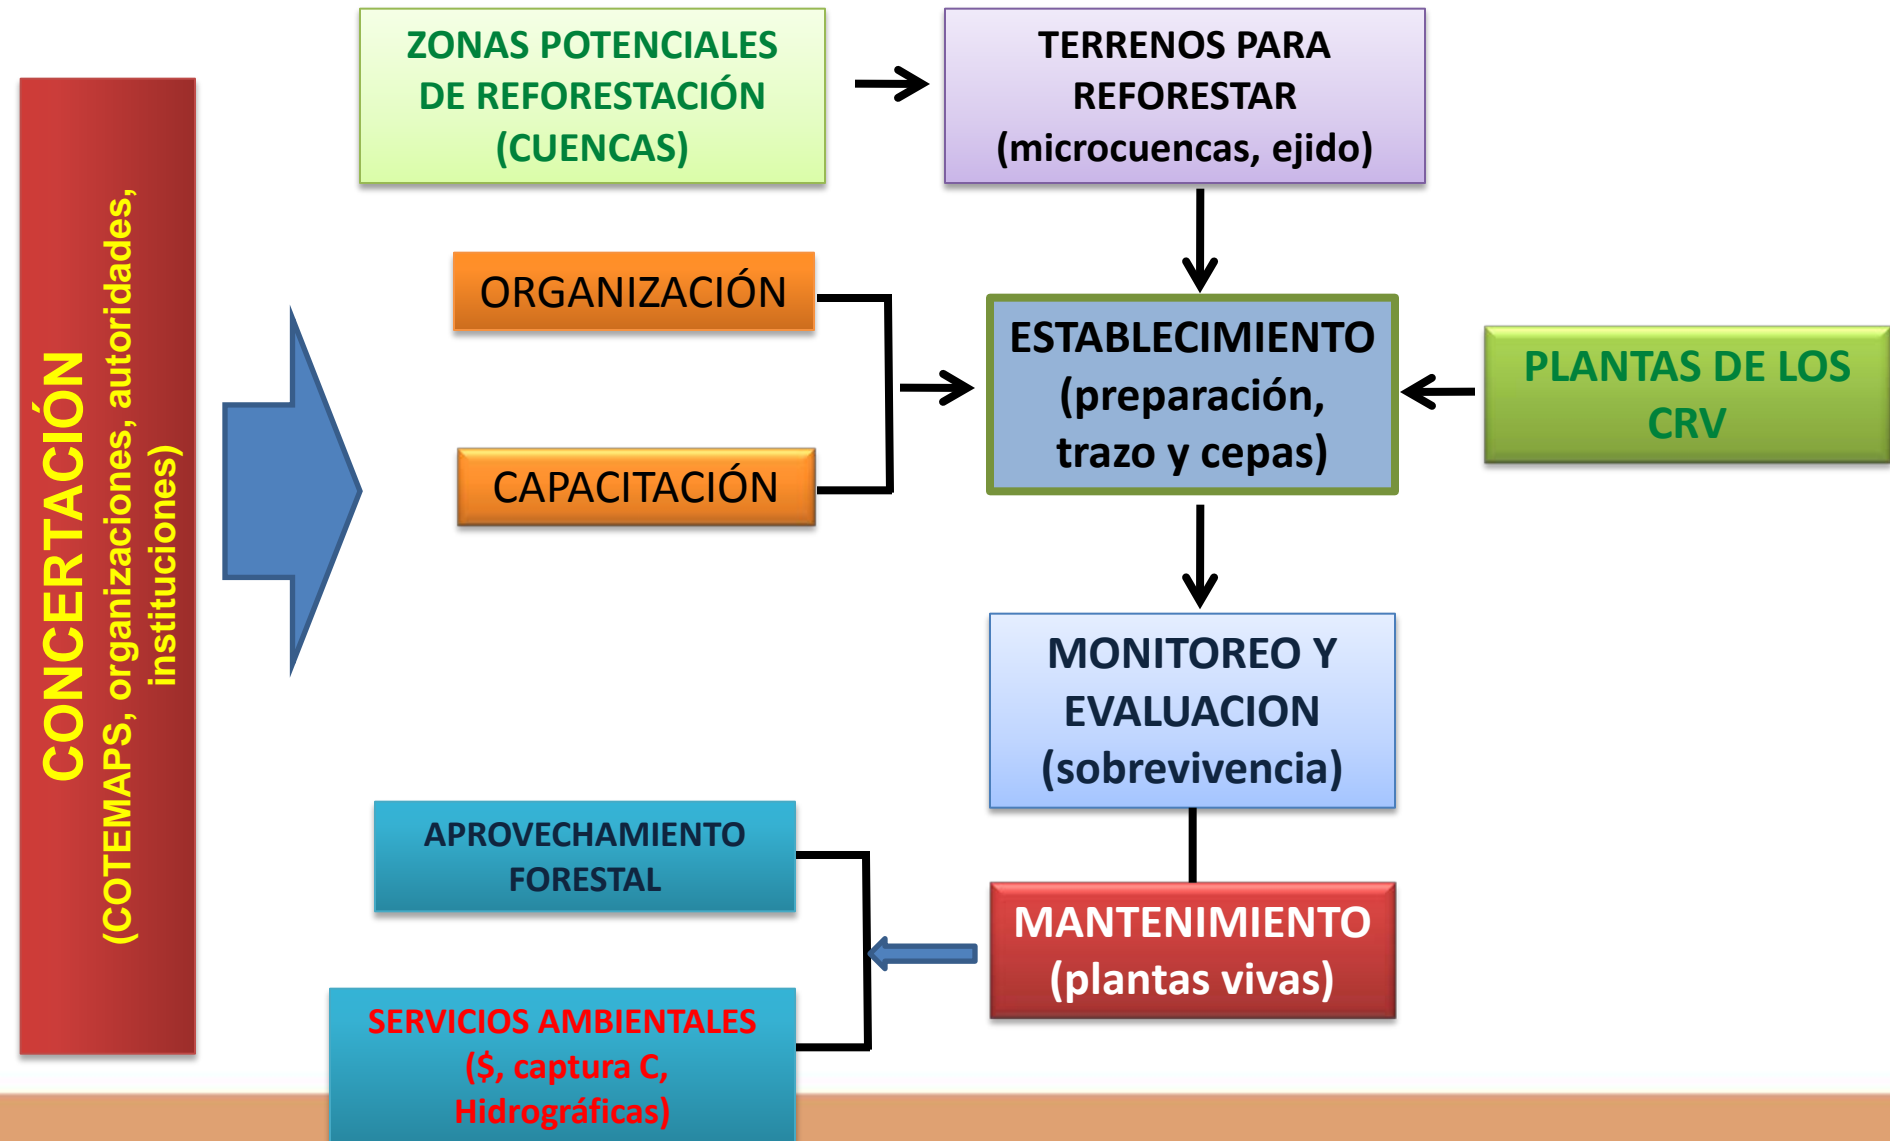 CONCERTACIÓN
(COTEMAPS, organizaciones, autoridades,
instituciones)
ZONAS POTENCIALES
DE REFORESTACIÓN
(CUENCAS)
TERRENOS PARA
REFORESTAR
(microcuencas, ejido)
ORGANIZACIÓN
CAPACITACIÓN
ESTABLECIMIENTO
(preparación,
trazo y cepas)
PLANTAS DE LOS
CRV
MONITOREO Y
EVALUACION
(sobrevivencia)
MANTENIMIENTO
(plantas vivas)
APROVECHAMIENTO
FORESTAL
SERVICIOS AMBIENTALES
($, captura C,
Hidrográficas)